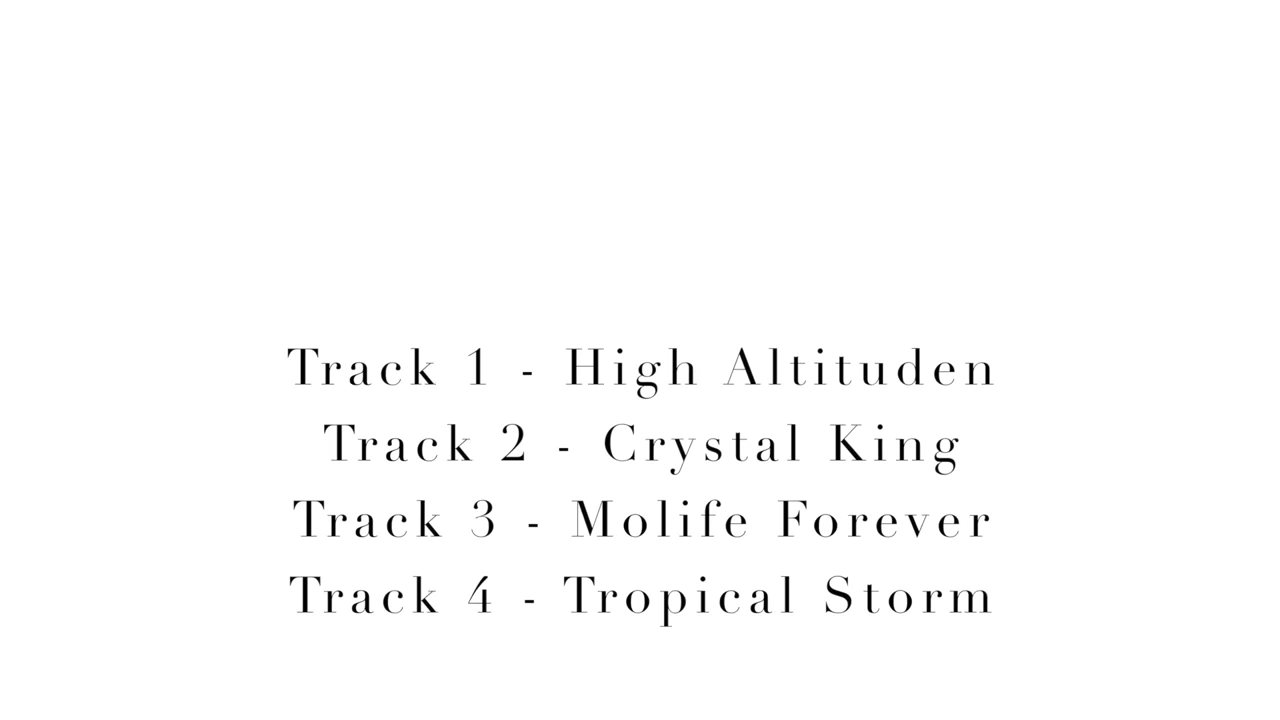 Track 1 - High Altituden
Track 2 - Crystal King
Track 3 - Molife Forever
Track 4 - Tropical Storm